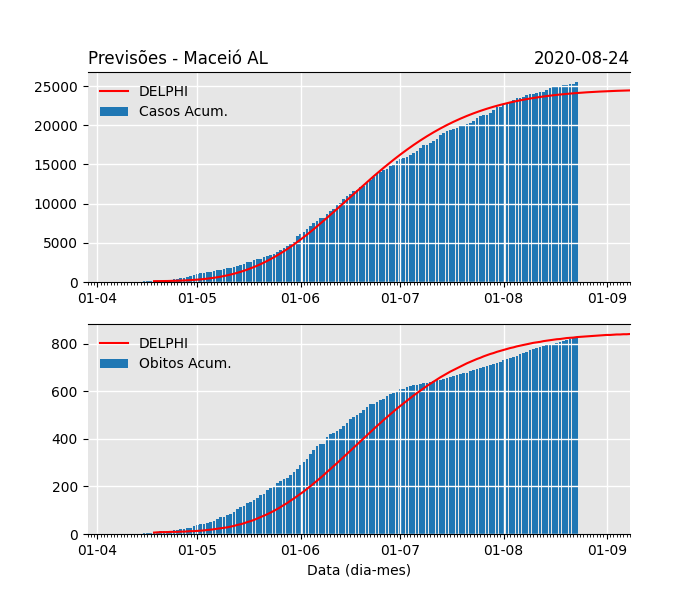 Previsões - Maceió AL 2020-08-24
DELPHI
Casos Acum.
25000
20000
15000
10000
5000
0
01-04 01-05 01-06 01-07 01-08 01-09
DELPHI
Obitos Acum.
800
600
400
200
0
01-04 01-05 01-06 01-07 01-08 01-09
Data (dia-mes)